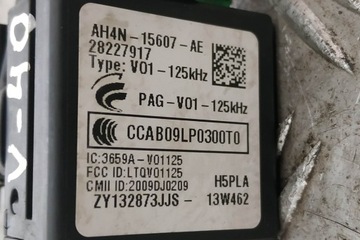 AH4N-15607-AE
28227917
Type: V01-125kHz
PAG-V01-125kHz
CCAB09LP0300T0
IC:3659A-V01125
FCC ID:LTQV01125
CMII ID:2009DJ0209
H5PLA
ZY132873JJS- 13W462
V-40